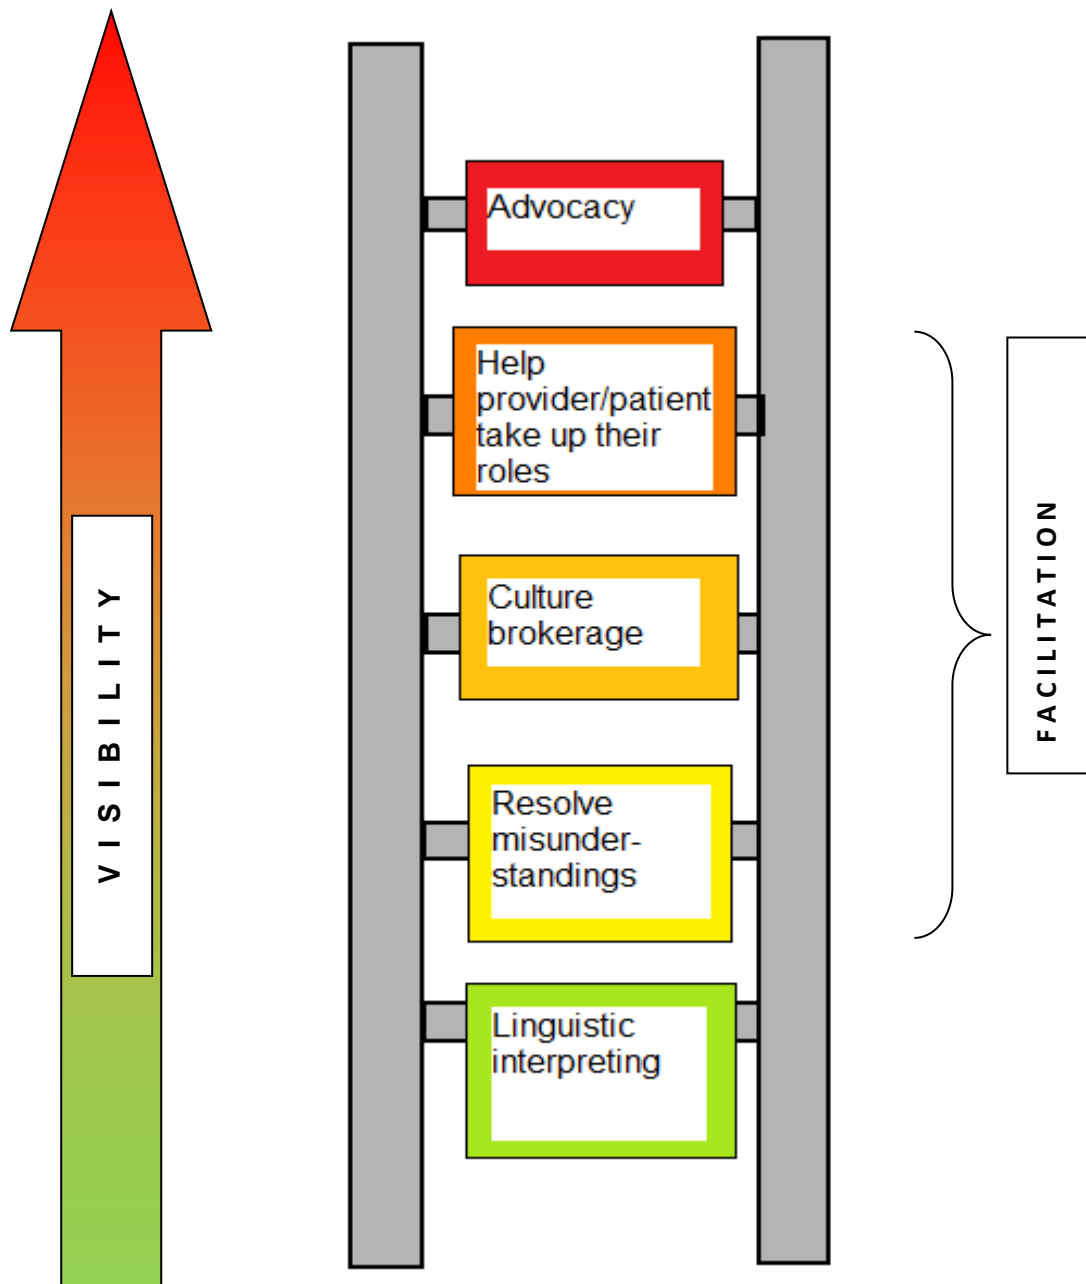 Advocacy
Help
provider/patient
take up their
roles
Culture
brokerage
Resolve
misunder-
standings
Linguistic
interpreting
VISIBILITY
FACILITATION